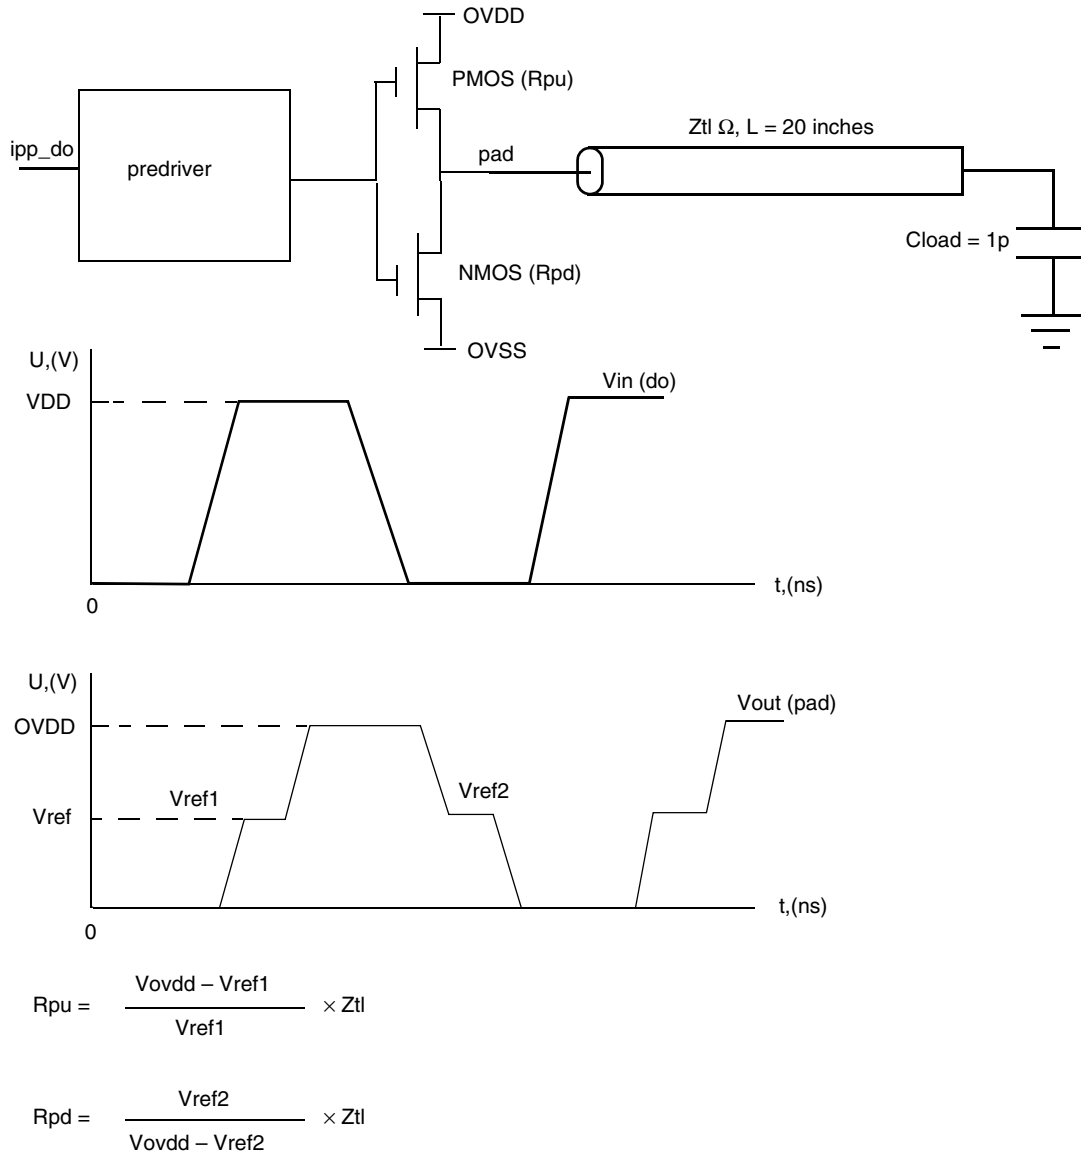 OVDD
PMOS (Rpu)
Ztl Ω, L = 20 inches
ipp_do
predriver
pad
Cload = 1p
NMOS (Rpd)
OVSS
U,(V)
VDD
Vin (do)
t,(ns)
0
U,(V)
OVDD
Vout (pad)
Vref1
Vref2
Vref
t,(ns)
0
Vovdd – Vref1
Rpu = × Ztl
Vref1
Vref2
Rpd = × Ztl
Vovdd – Vref2